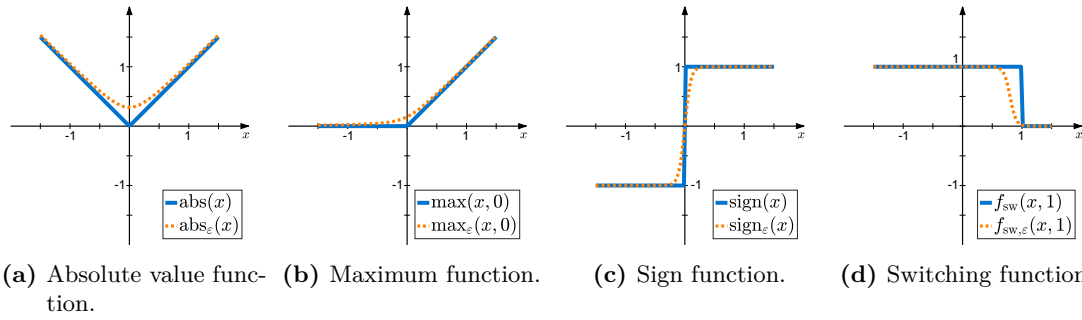 1
-1
1
x
-1
abs(x)
abs_ε(x)
1
-1
1
x
-1
max(x, 0)
max_ε(x, 0)
1
-1
1
x
-1
sign(x)
sign_ε(x)
1
-1
1
x
-1
f_sw(x, 1)
f_sw,ε(x, 1)
(a) Absolute value func-
tion.
(b) Maximum function.
(c) Sign function.
(d) Switching function